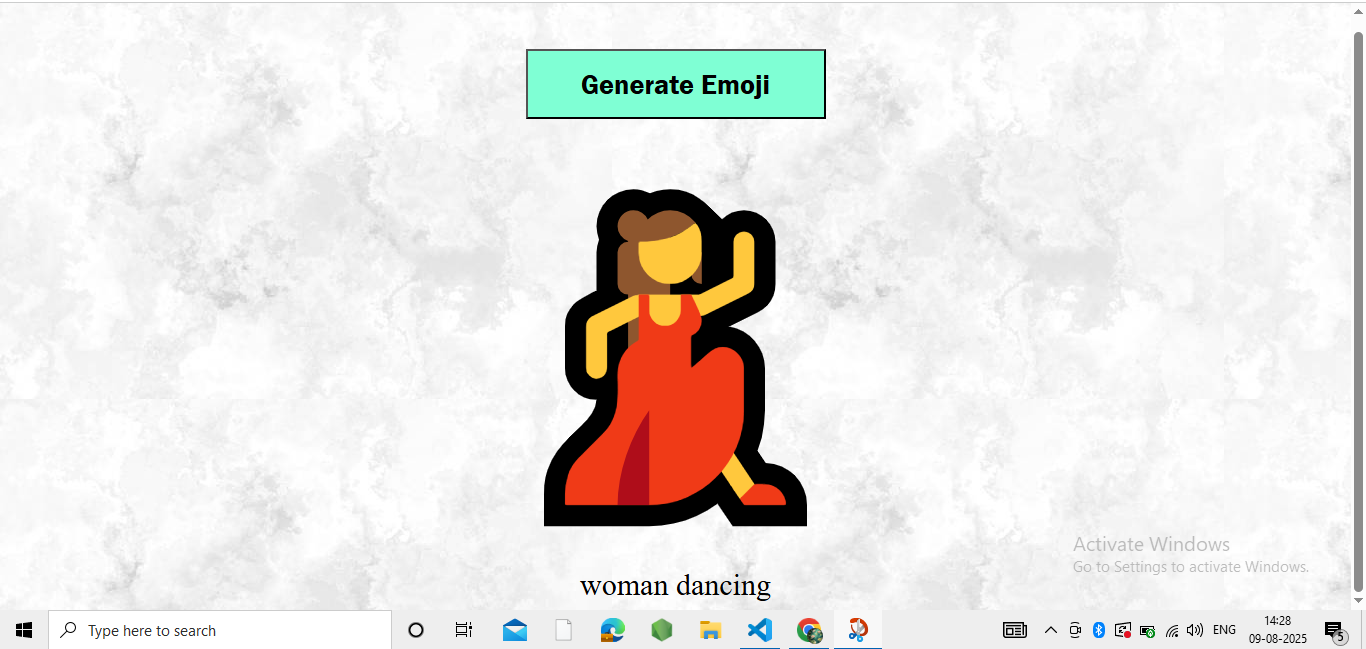 Generate Emoji
woman dancing
Activate Windows
Go to Settings to activate Windows.
Type here to search
ENG
14:28
09-08-2025
5